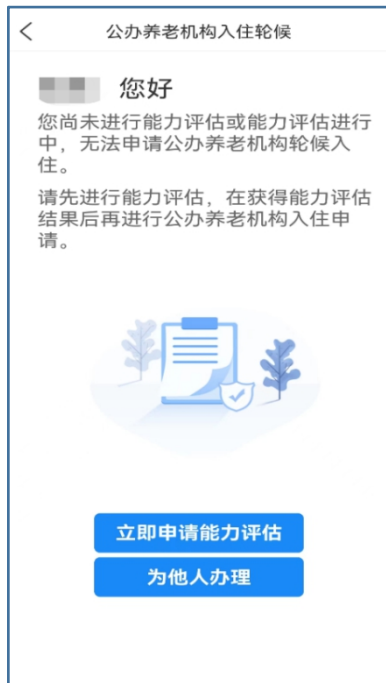 公办养老机构入住轮候
您好
您尚未进行能力评估或能力评估进行
中，无法申请公办养老机构轮候入
住。
请先进行能力评估，在获得能力评估
结果后再进行公办养老机构入住申
请。
立即申请能力评估
为他人办理